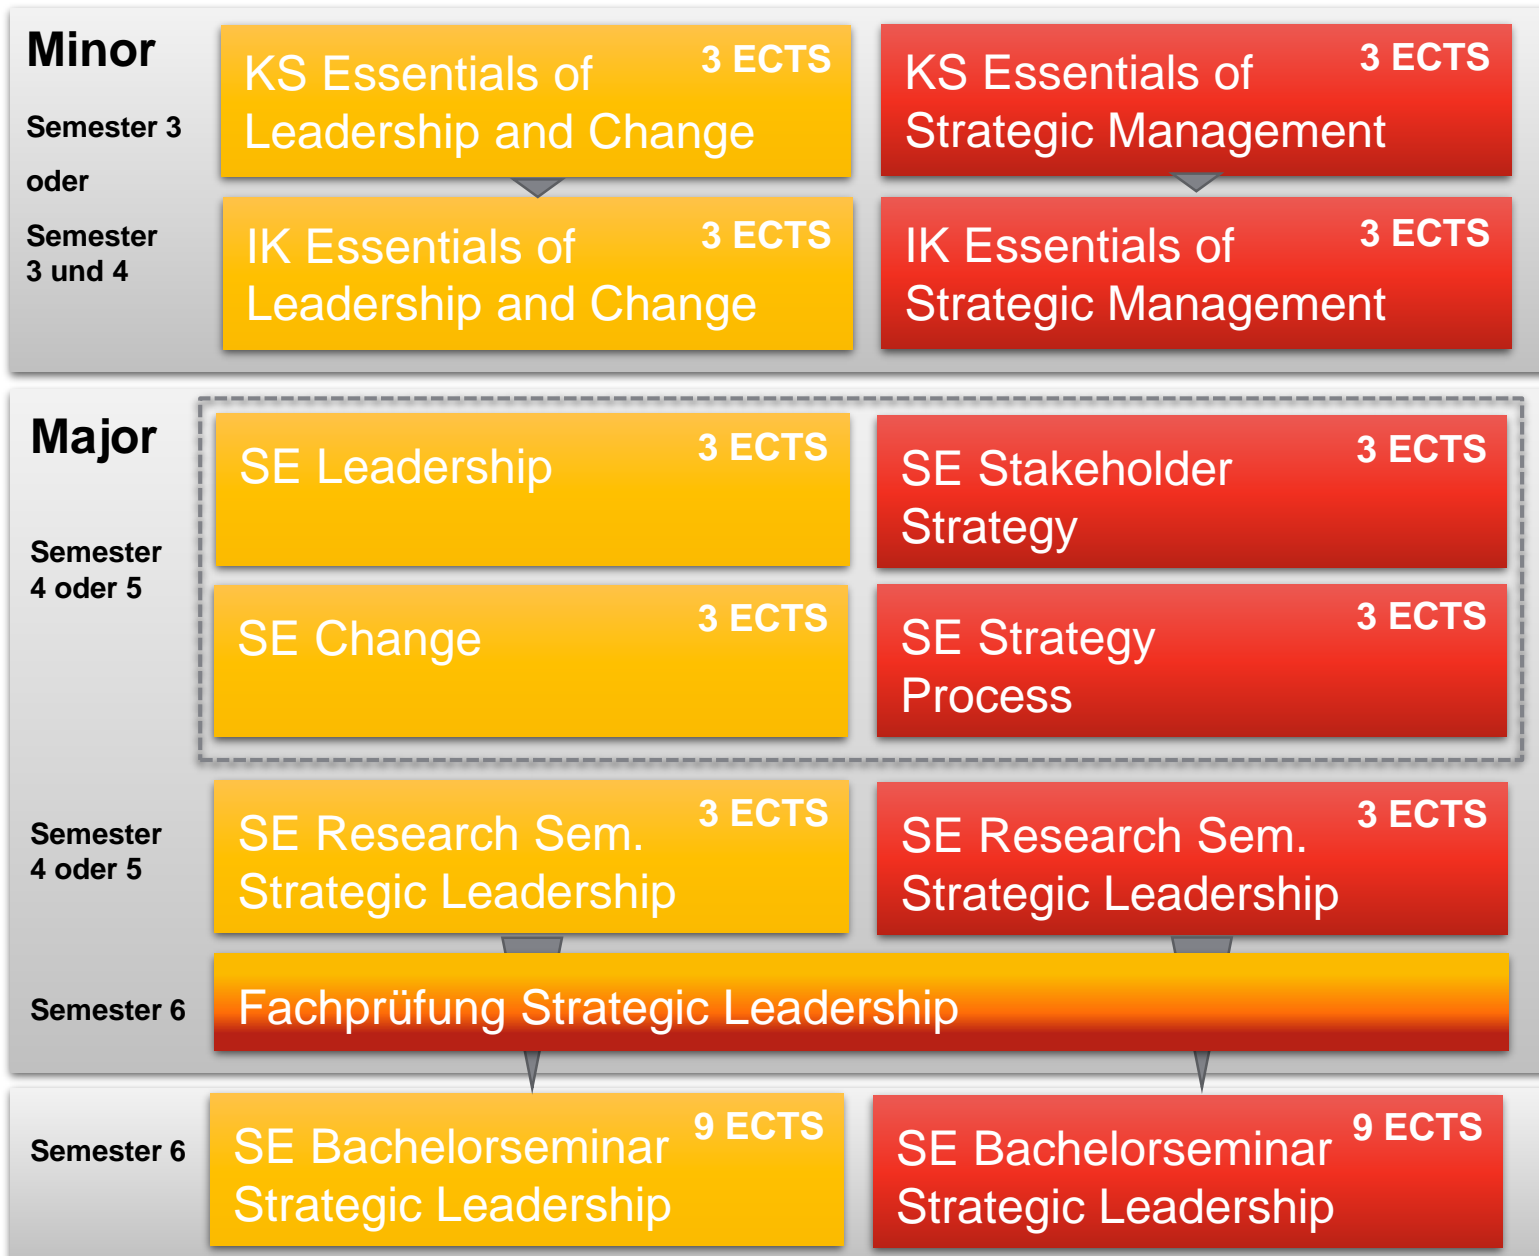 Minor
Semester 3
oder
Semester
3 und 4
KS Essentials of
Leadership and Change
3 ECTS
KS Essentials of
Strategic Management
3 ECTS
IK Essentials of
Leadership and Change
3 ECTS
IK Essentials of
Strategic Management
3 ECTS
Major
Semester
4 oder 5
SE Leadership
3 ECTS
SE Stakeholder
Strategy
3 ECTS
SE Change
3 ECTS
SE Strategy
Process
3 ECTS
Semester
4 oder 5
SE Research Sem.
Strategic Leadership
3 ECTS
SE Research Sem.
Strategic Leadership
3 ECTS
Semester 6
Fachprüfung Strategic Leadership
Semester 6
SE Bachelorseminar
Strategic Leadership
9 ECTS
SE Bachelorseminar
Strategic Leadership
9 ECTS